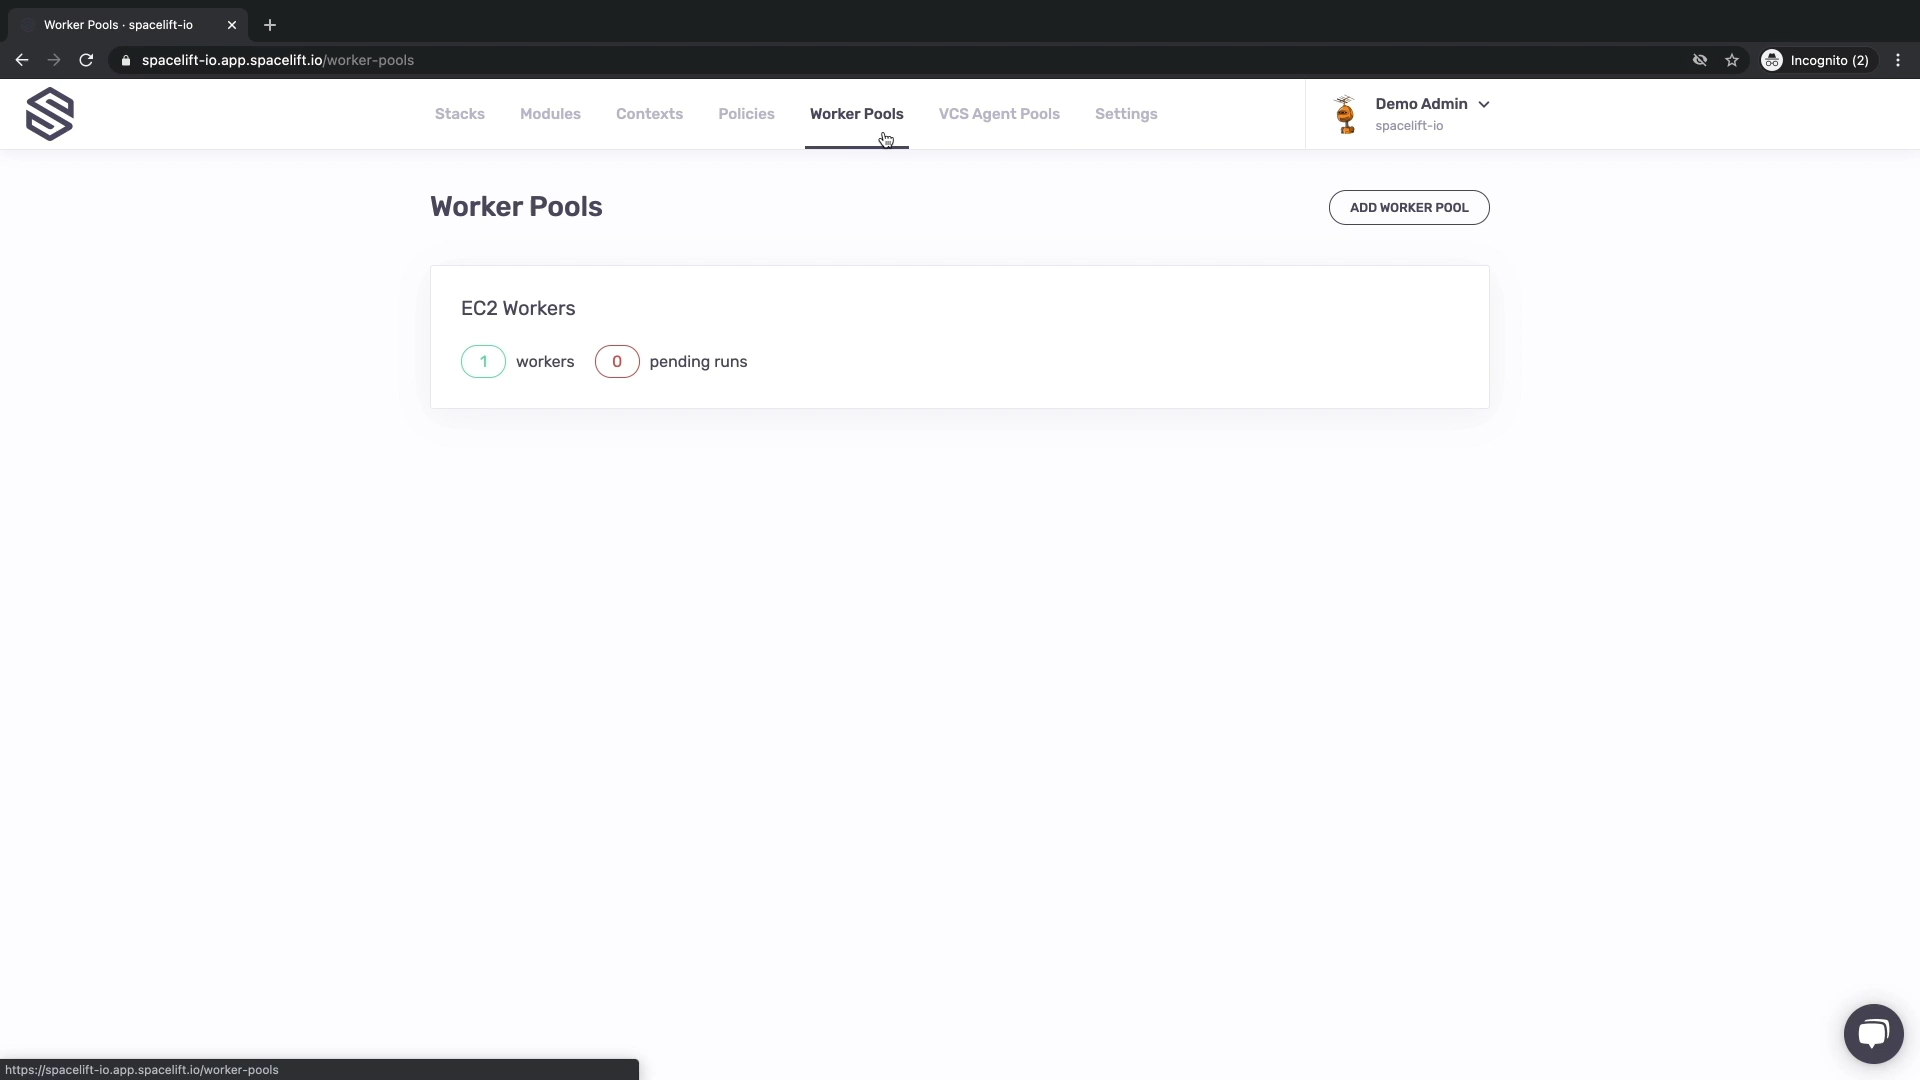 Worker Pools · spacelift-io
spacelift-io.app.spacelift.io/worker-pools
Incognito (2)
Stacks
Modules
Contexts
Policies
Worker Pools
VCS Agent Pools
Settings
Demo Admin
spacelift-io
Worker Pools
ADD WORKER POOL
EC2 Workers
1 workers 0 pending runs
https://spacelift-io.app.spacelift.io/worker-pools